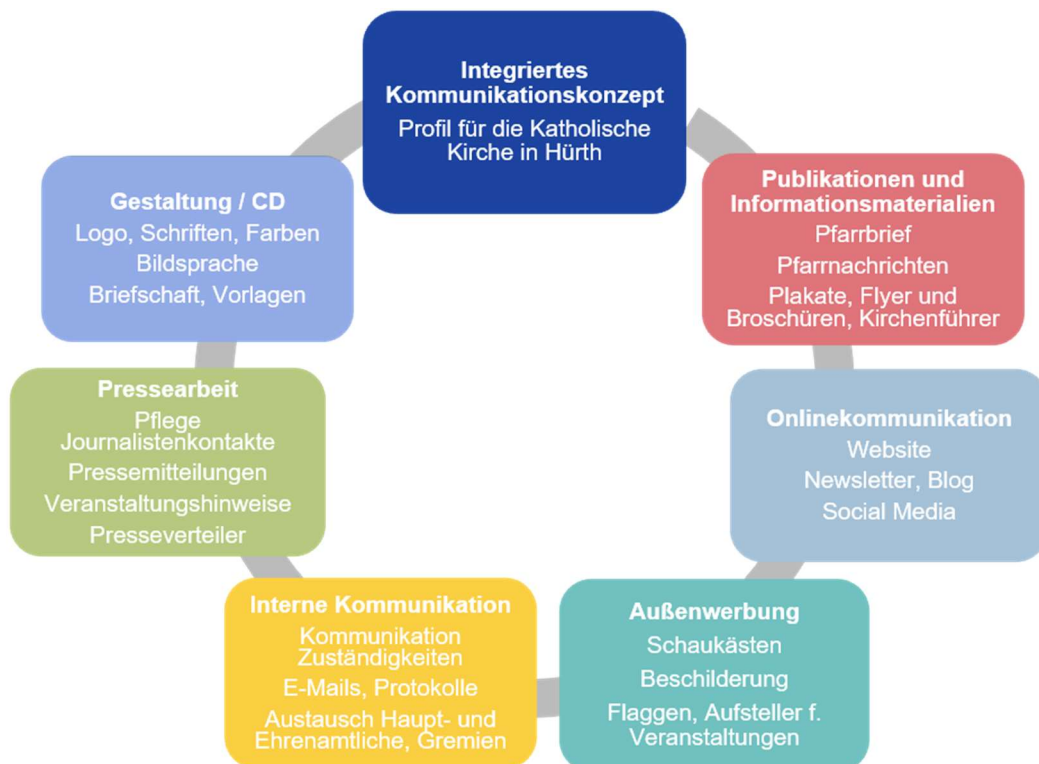 Integriertes
Kommunikationskonzept
Profil für die Katholische
Kirche in Hürth
Publikationen und
Informationsmaterialien
Pfarrbrief
Pfarrnachrichten
Plakate, Flyer und
Broschüren, Kirchenführer
Onlinekommunikation
Website
Newsletter, Blog
Social Media
Außenwerbung
Schaukästen
Beschilderung
Flaggen, Aufsteller f.
Veranstaltungen
Interne Kommunikation
Kommunikation
Zuständigkeiten
E-Mails, Protokolle
Austausch Haupt- und
Ehrenamtliche, Gremien
Pressearbeit
Pflege
Journalistenkontakte
Pressemitteilungen
Veranstaltungshinweise
Presseverteiler
Gestaltung / CD
Logo, Schriften, Farben
Bildsprache
Briefschaft, Vorlagen